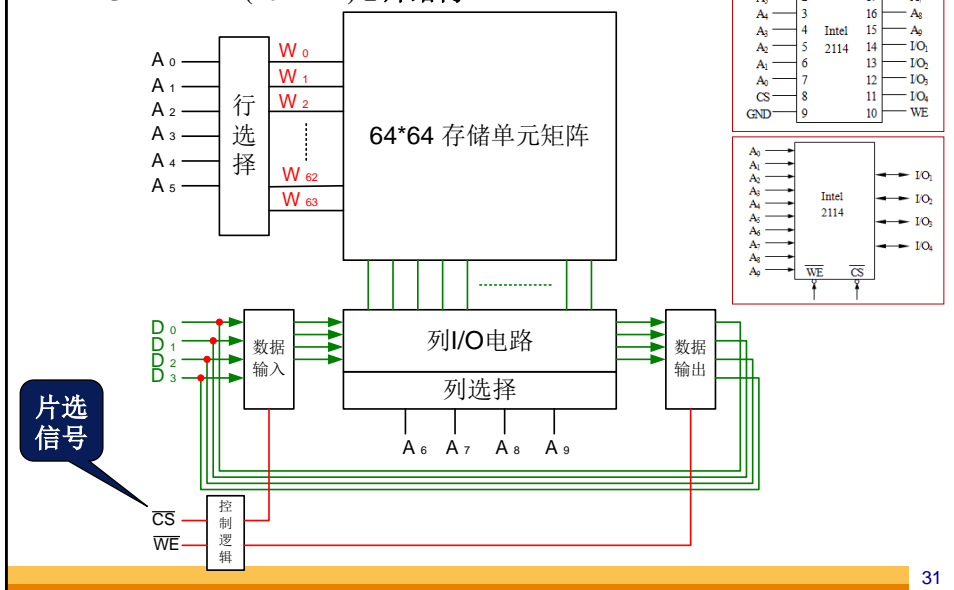 A 0
A 1
A 2
A 3
A 4
A 5
行选择
W 0
W 1
W 2
W 62
W 63
64*64 存储单元矩阵
D 0
D 1
D 2
D 3
数据输入
列I/O电路
列选择
A 6 A 7 A 8 A 9
数据输出
片选信号
控制逻辑
CS
WE
A4 3 16 A8
A3 4 Intel 15 A9
A2 5 2114 14 I/O1
A1 6 13 I/O2
A0 7 12 I/O3
CS 8 11 I/O4
GND 9 10 WE
A0
A1
A2
A3
A4
A5
A6
A7
A8
A9
Intel
2114
I/O1
I/O2
I/O3
I/O4
WE CS
31